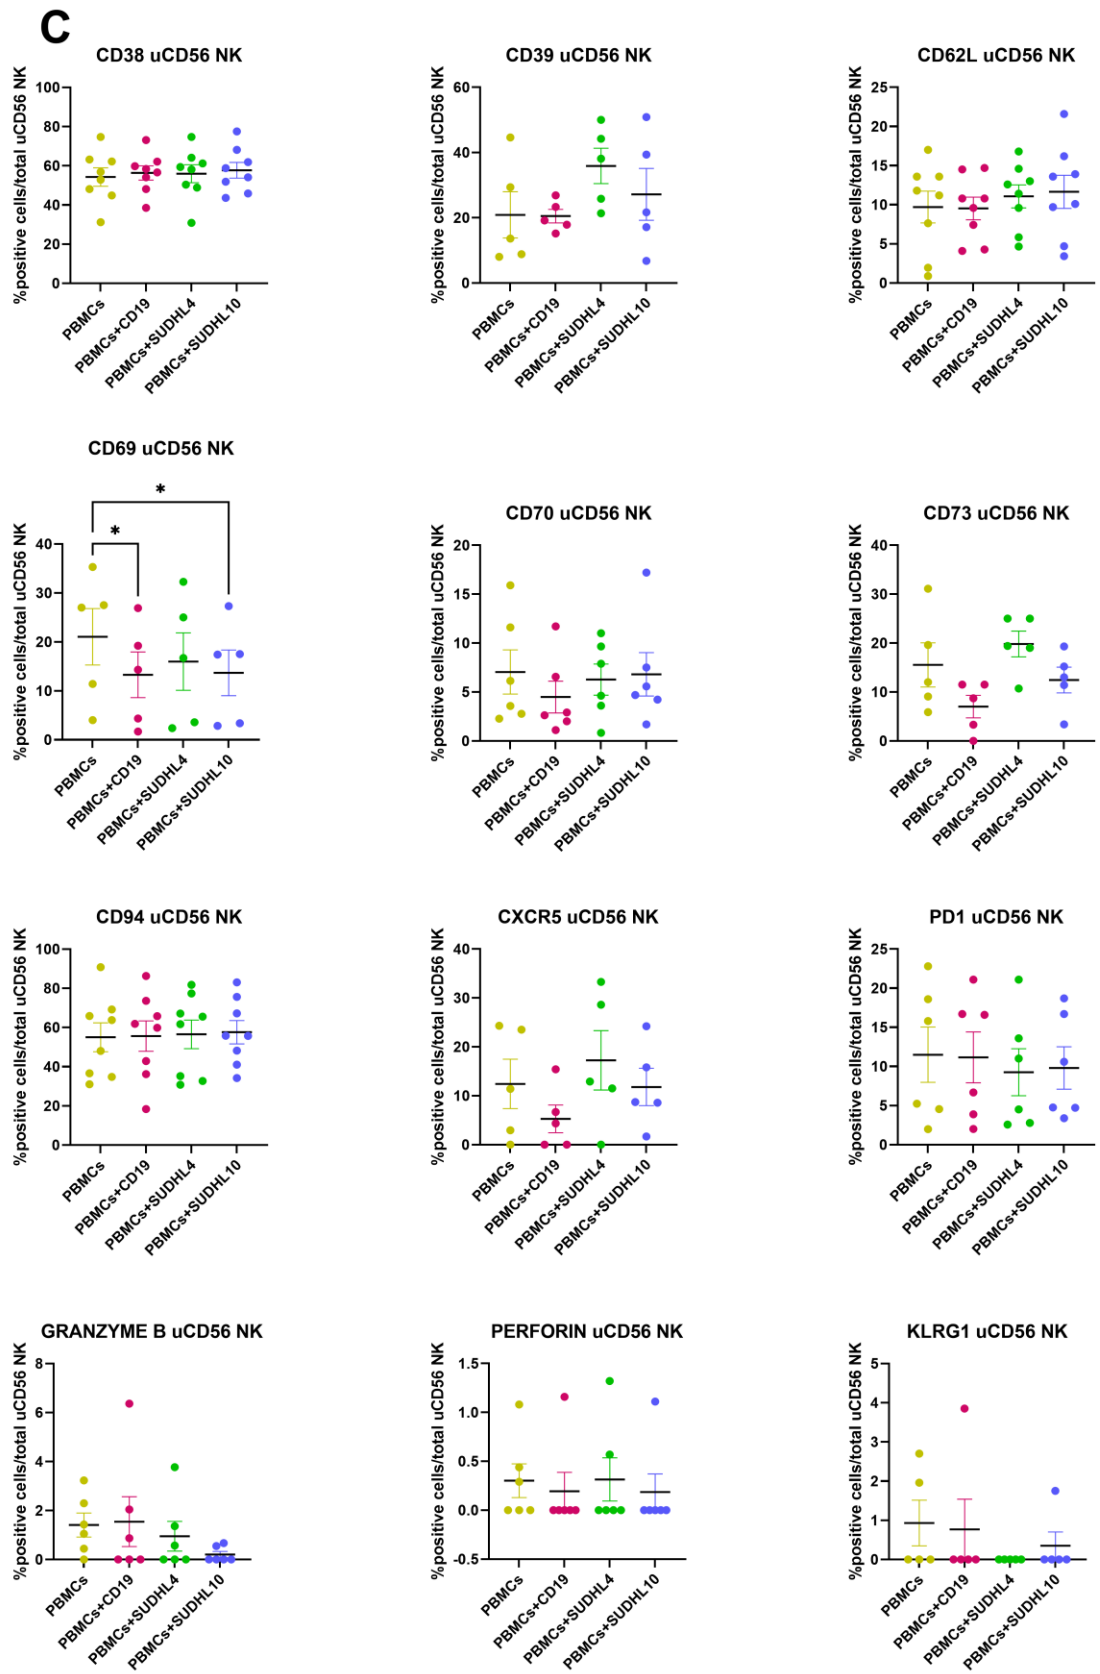 C
CD38 uCD56 NK
%positive cells/total uCD56 NK
100
80
60
40
20
0
PBMCs
PBMCs+CD19
PBMCs+SUDHL4
PBMCs+SUDHL10
CD39 uCD56 NK
%positive cells/total uCD56 NK
60
40
20
0
PBMCs
PBMCs+CD19
PBMCs+SUDHL4
PBMCs+SUDHL10
CD62L uCD56 NK
%positive cells/total uCD56 NK
25
20
15
10
5
0
PBMCs
PBMCs+CD19
PBMCs+SUDHL4
PBMCs+SUDHL10
CD69 uCD56 NK
%positive cells/total uCD56 NK
*
*
40
30
20
10
0
PBMCs
PBMCs+CD19
PBMCs+SUDHL4
PBMCs+SUDHL10
CD70 uCD56 NK
%positive cells/total uCD56 NK
20
15
10
5
0
PBMCs
PBMCs+CD19
PBMCs+SUDHL4
PBMCs+SUDHL10
CD73 uCD56 NK
%positive cells/total uCD56 NK
40
30
20
10
0
PBMCs
PBMCs+CD19
PBMCs+SUDHL4
PBMCs+SUDHL10
CD94 uCD56 NK
%positive cells/total uCD56 NK
100
80
60
40
20
0
PBMCs
PBMCs+CD19
PBMCs+SUDHL4
PBMCs+SUDHL10
CXCR5 uCD56 NK
%positive cells/total uCD56 NK
40
30
20
10
0
PBMCs
PBMCs+CD19
PBMCs+SUDHL4
PBMCs+SUDHL10
PD1 uCD56 NK
%positive cells/total uCD56 NK
25
20
15
10
5
0
PBMCs
PBMCs+CD19
PBMCs+SUDHL4
PBMCs+SUDHL10
GRANZYME B uCD56 NK
%positive cells/total uCD56 NK
8
6
4
2
0
PBMCs
PBMCs+CD19
PBMCs+SUDHL4
PBMCs+SUDHL10
PERFORIN uCD56 NK
%positive cells/total uCD56 NK
1.5
1.0
0.5
0.0
-0.5
PBMCs
PBMCs+CD19
PBMCs+SUDHL4
PBMCs+SUDHL10
KLRG1 uCD56 NK
%positive cells/total uCD56 NK
5
4
3
2
1
0
PBMCs
PBMCs+CD19
PBMCs+SUDHL4
PBMCs+SUDHL10